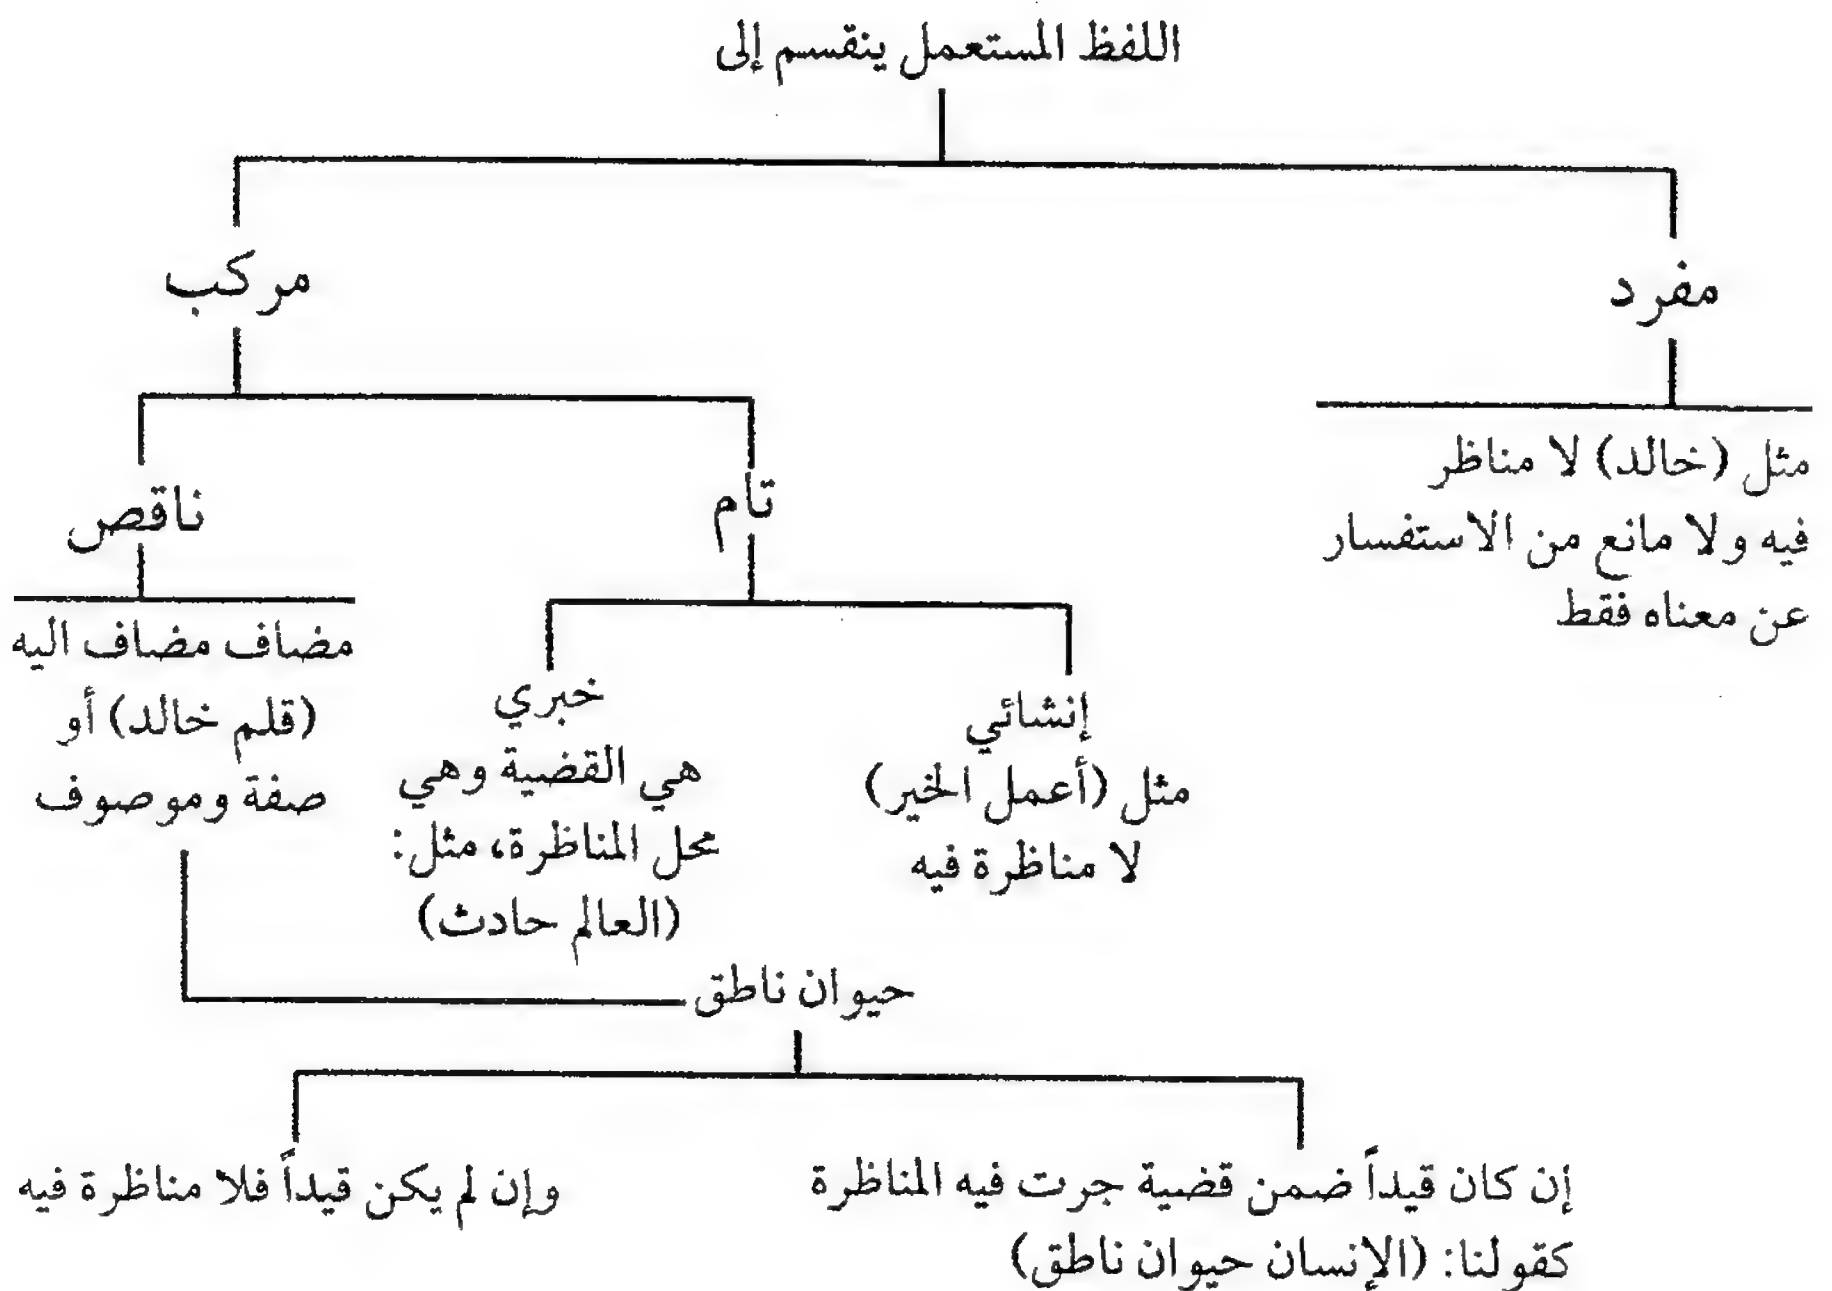 اللفظ المستعمل ينقسم إلى
مفرد
مثل (خالد) لا مناظر
فيه ولا مانع من الاستفسار
عن معناه فقط
مركب
تام
إنشائي
مثل (أعمل الخير)
لا مناظرة فيه
خبري
هي القضية وهي
محل المناظرة، مثل:
(العالم حادث)
ناقص
مضاف مضاف اليه
(قلم خالد) أو
صفة وموصوف
حيوان ناطق
إن كان قيداً ضمن قضية جرت فيه المناظرة
كقولنا: (الإنسان حيوان ناطق)
وإن لم يكن قيداً فلا مناظرة فيه